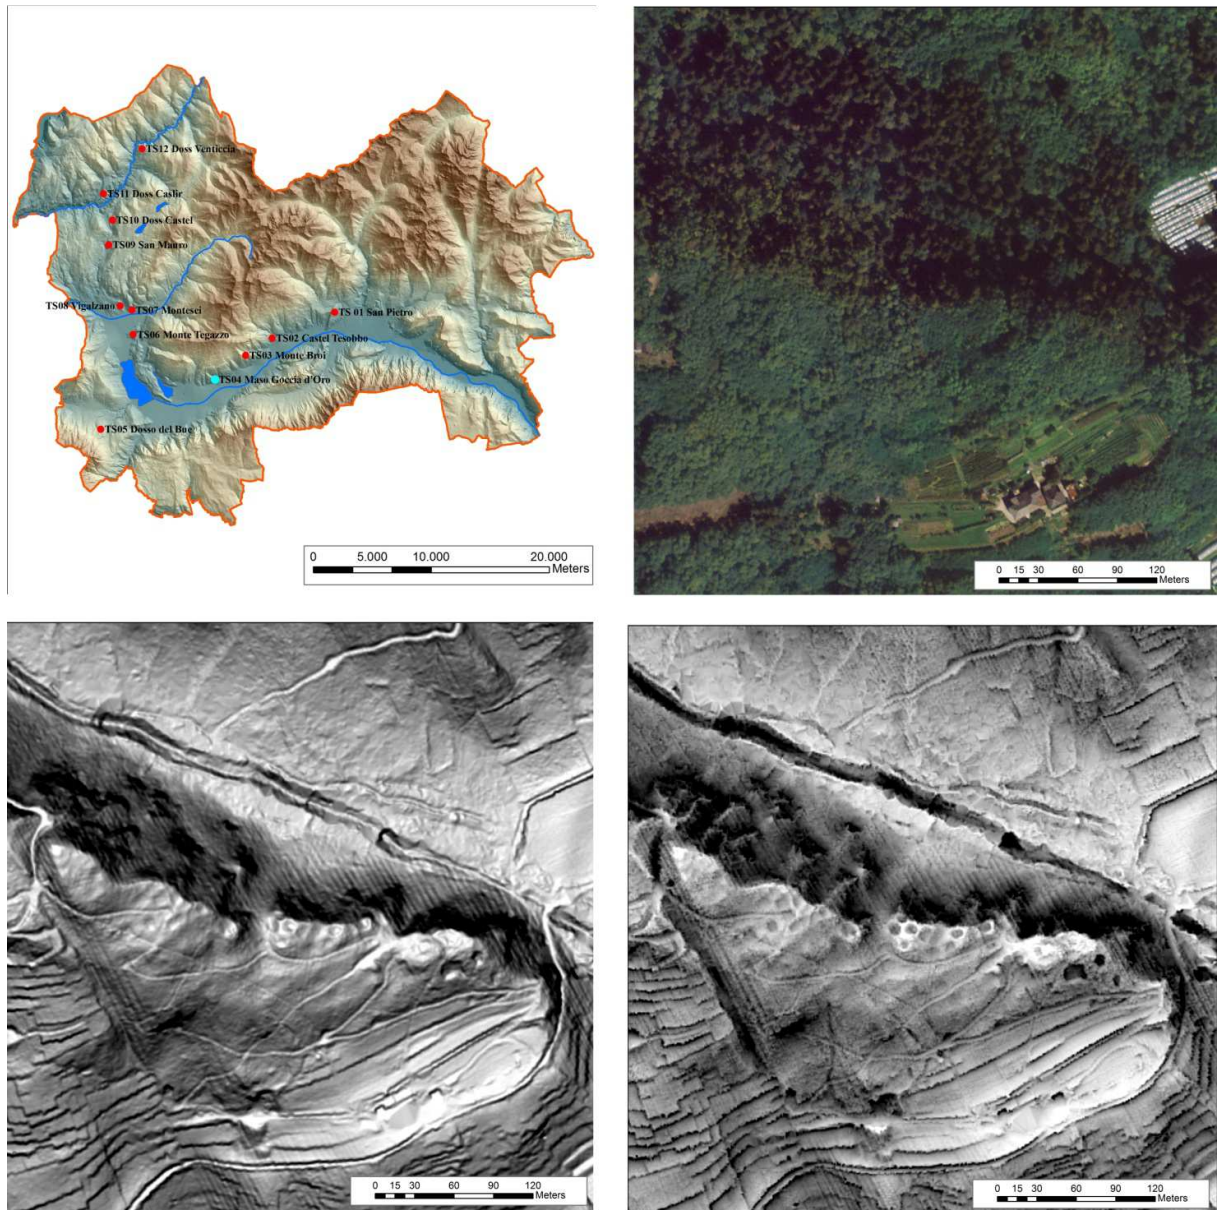 TS12 Doss Venticcia
TS11 Doss Caslir
TS10 Doss Castel
TS09 San Mauro
TS08 Vigalzano
TS07 Montesei
TS 01 San Pietro
TS06 Monte Tegazzo
TS02 Castel Tesobbo
TS03 Monte Broi
TS04 Maso Goccia d'Oro
TS05 Dosso del Bue
0 5.000 10.000 20.000
Meters
0 15 30 60 90 120
Meters
0 15 30 60 90 120
Meters
0 15 30 60 90 120
Meters